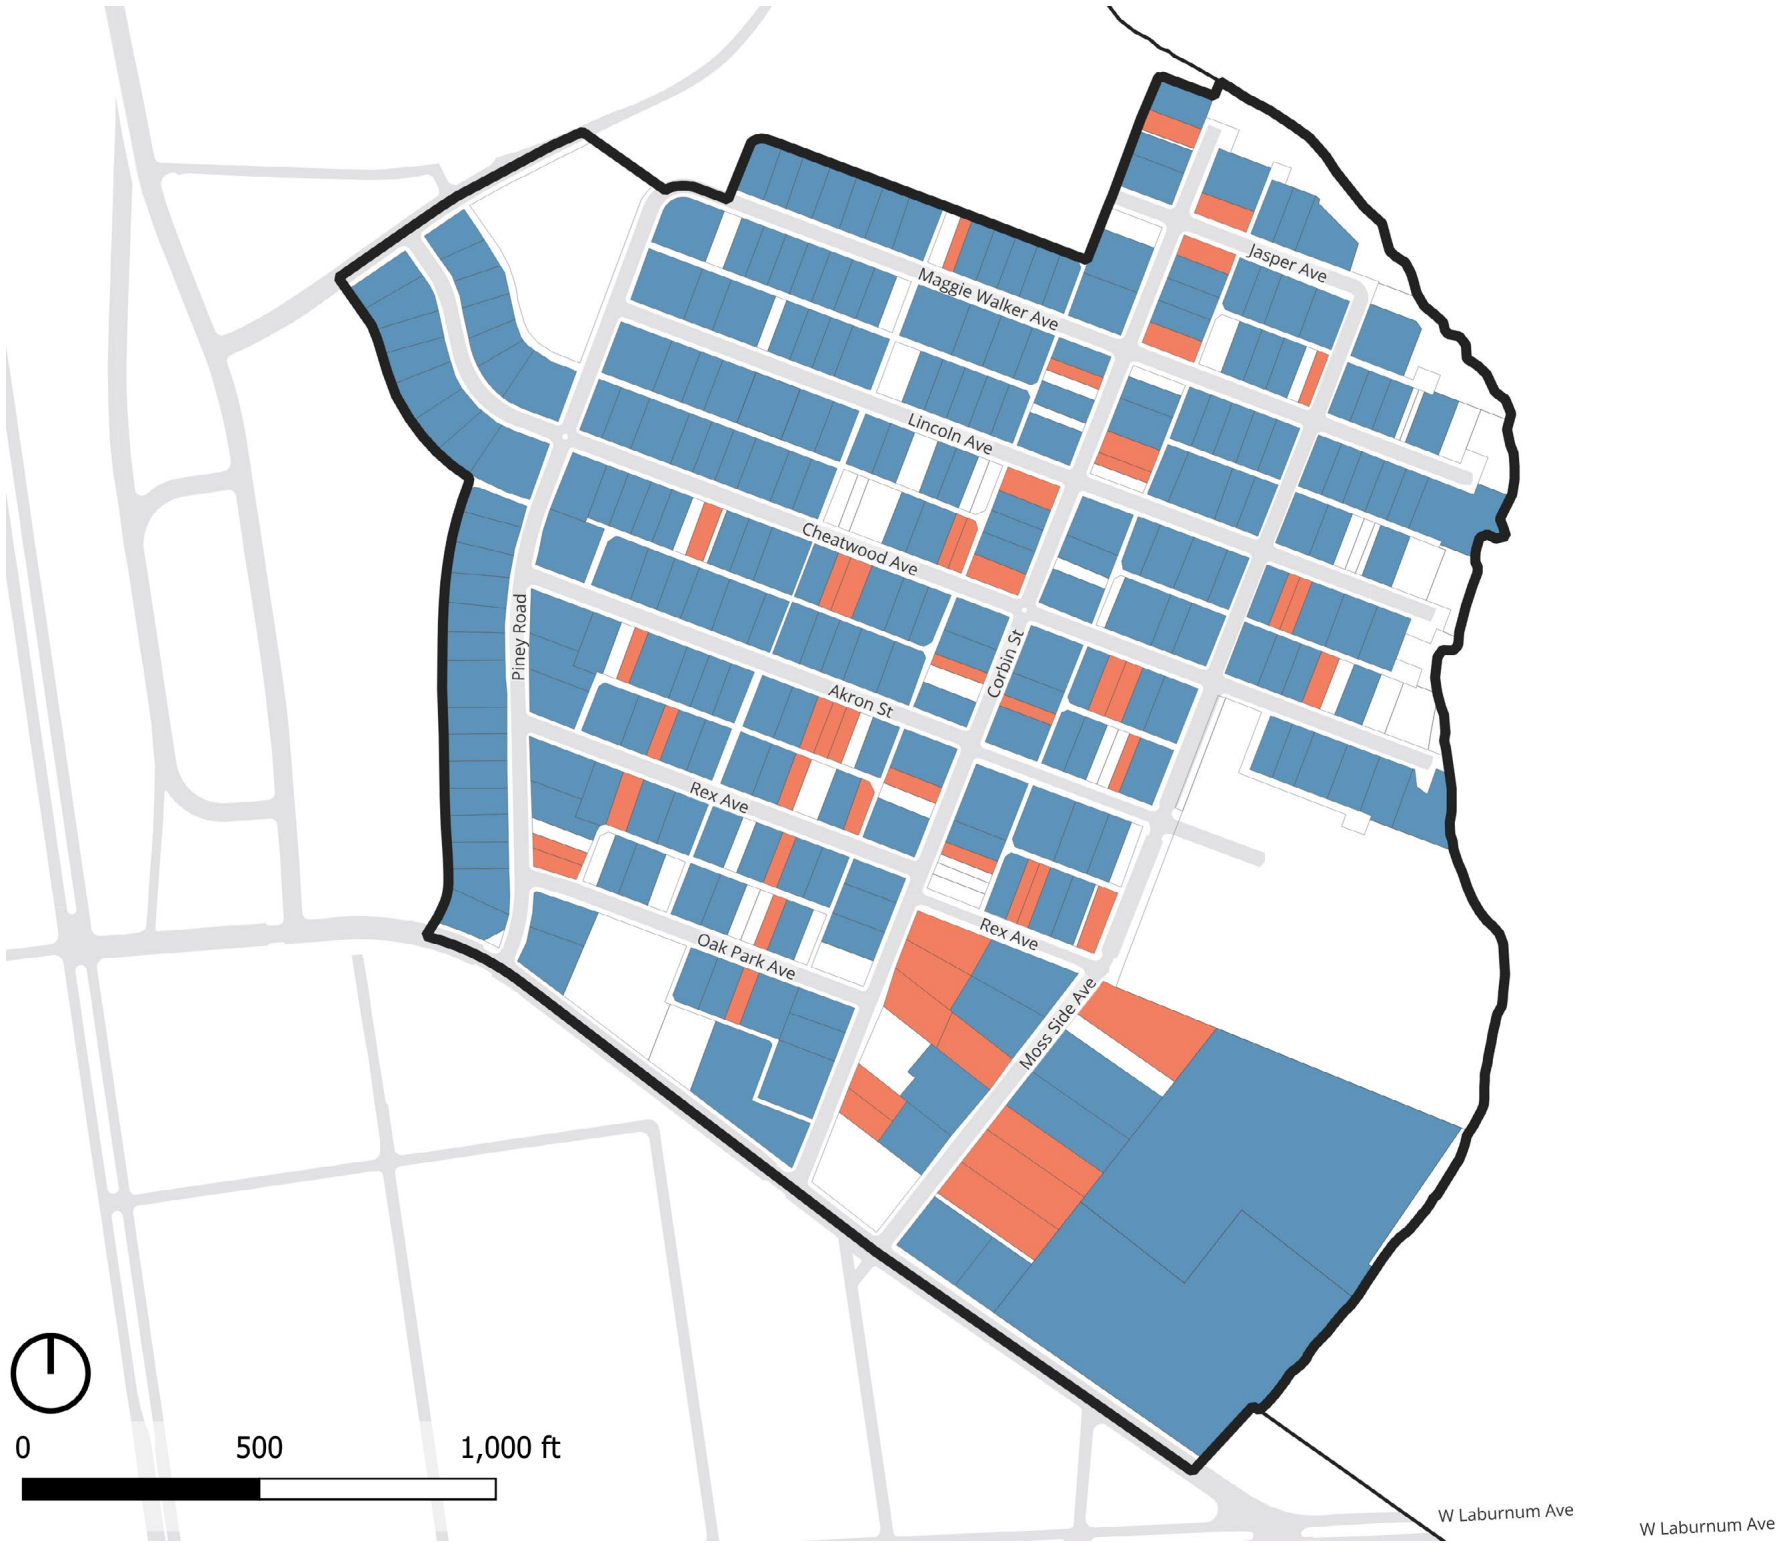 Jasper Ave
Maggie Walker Ave
Lincoln Ave
Cheatwood Ave
Piney Road
Corbin St
Akron St
Rex Ave
Rex Ave
Oak Park Ave
Moss Side Ave
0 500 1,000 ft
W Laburnum Ave
W Laburnum Ave